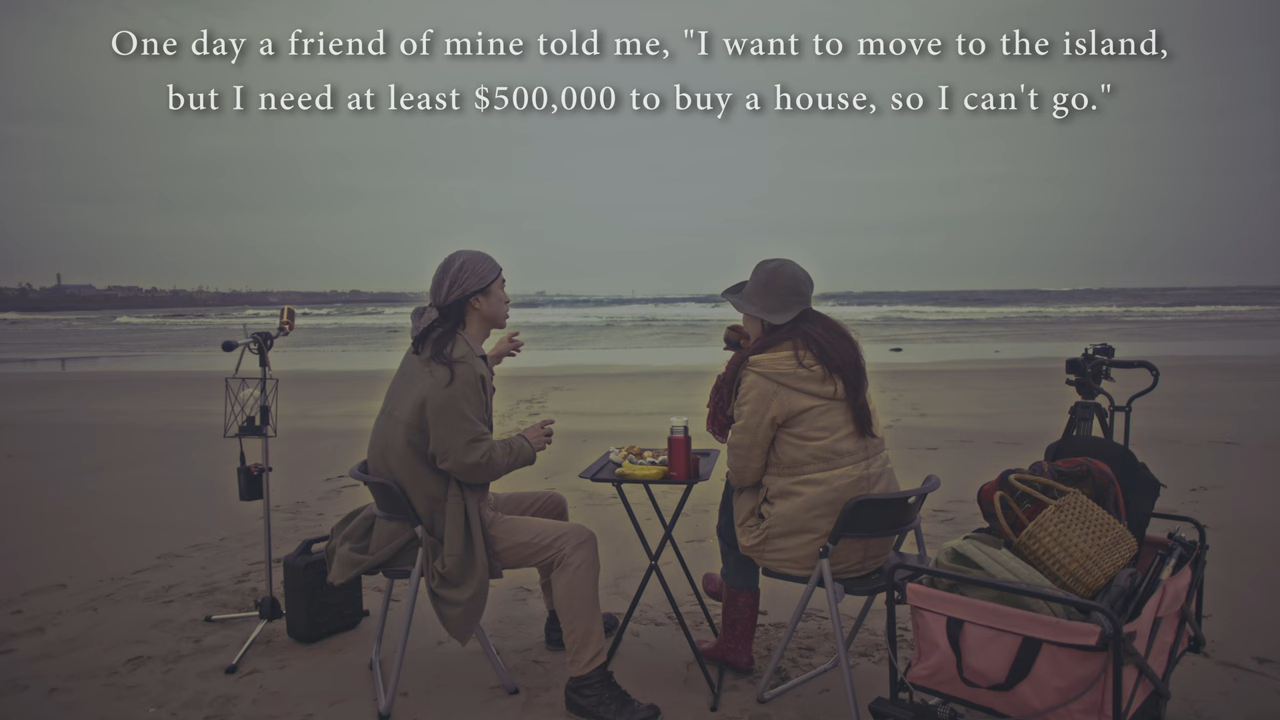 One day a friend of mine told me, "I want to move to the island,
but I need at least $500,000 to buy a house, so I can't go."